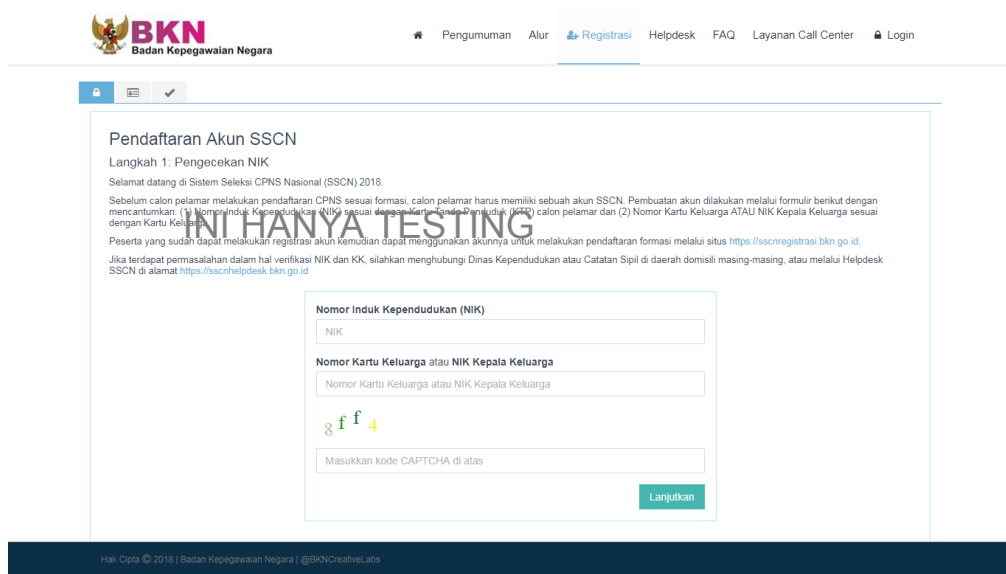 BKN
Badan Kepegawaian Negara
Pengumuman Alur Registrasi Helpdesk FAQ Layanan Call Center Login
Pendaftaran Akun SSCN
Langkah 1: Pengecekan NIK
Selamat datang di Sistem Seleksi CPNS Nasional (SSCN) 2018.
Sebelum calon pelamar melakukan pendaftaran CPNS sesuai formasi, calon pelamar harus memiliki sebuah akun SSCN. Pembuatan akun dilakukan melalui formulir berikut dengan
mencantumkan: (1) Nomor Induk Kependudukan (NIK) sesuai dengan Kartu Tanda Penduduk (KTP) calon pelamar dan (2) Nomor Kartu Keluarga ATAU NIK Kepala Keluarga sesuai
dengan Kartu Keluarga.
INI HANYA TESTING
Peserta yang sudah dapat melakukan registrasi akun kemudian dapat menggunakan akunnya untuk melakukan pendaftaran formasi melalui situs https://sscnregistrasi.bkn.go.id.
Jika terdapat permasalahan dalam hal verifikasi NIK dan KK, silahkan menghubungi Dinas Kependudukan atau Catatan Sipil di daerah domisili masing-masing, atau melalui Helpdesk
SSCN di alamat https://sscnhelpdesk.bkn.go.id
Nomor Induk Kependudukan (NIK)
NIK
Nomor Kartu Keluarga atau NIK Kepala Keluarga
Nomor Kartu Keluarga atau NIK Kepala Keluarga
8 f f 4
Masukkan kode CAPTCHA di atas
Lanjutkan
Hak Cipta © 2018 | Badan Kepegawaian Negara | @BKNCreativeLabs